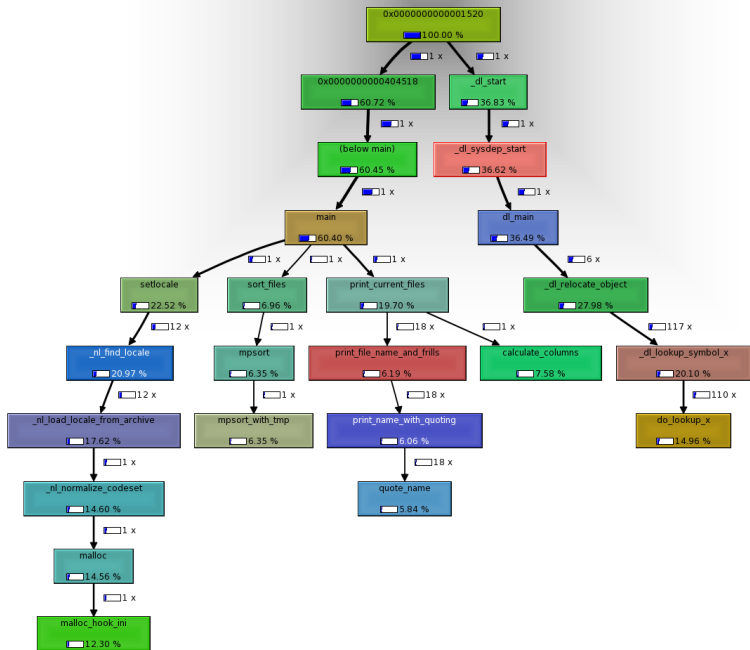 0x0000000000001520
100.00 %
1 x
1 x
0x0000000000404518
60.72 %
_dl_start
36.83 %
1 x
1 x
(below main)
60.45 %
_dl_sysdep_start
36.62 %
1 x
1 x
main
60.40 %
dl_main
36.49 %
1 x
1 x
1 x
6 x
setlocale
22.52 %
sort_files
6.96 %
print_current_files
19.70 %
_dl_relocate_object
27.98 %
12 x
1 x
18 x
1 x
117 x
_nl_find_locale
20.97 %
mpsort
6.35 %
print_file_name_and_frills
6.19 %
calculate_columns
7.58 %
_dl_lookup_symbol_x
20.10 %
12 x
1 x
18 x
110 x
_nl_load_locale_from_archive
17.62 %
mpsort_with_tmp
6.35 %
print_name_with_quoting
6.06 %
do_lookup_x
14.96 %
1 x
18 x
_nl_normalize_codeset
14.60 %
quote_name
5.84 %
1 x
malloc
14.56 %
1 x
malloc_hook_ini
12.30 %